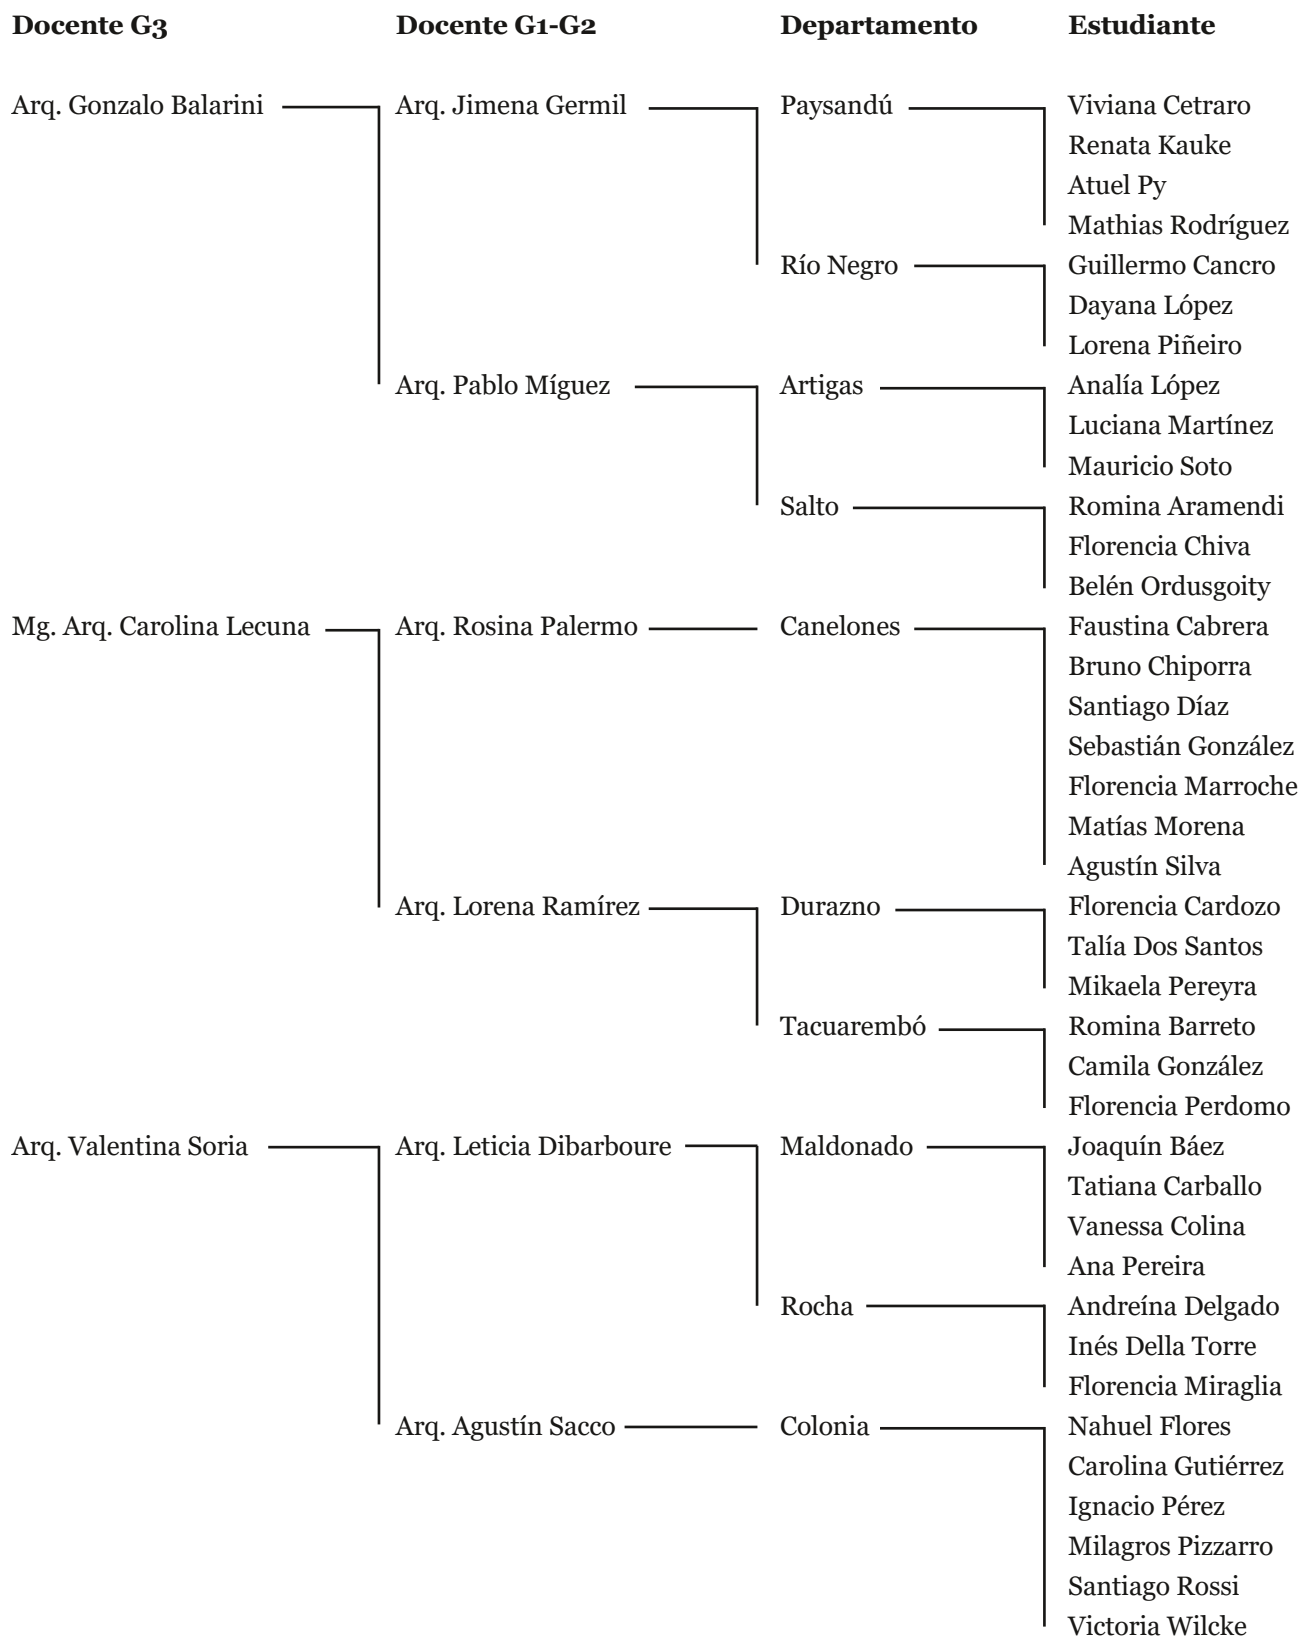 Docente G3 Docente G1-G2 Departamento Estudiante
Arq. Gonzalo Balarini Arq. Jimena Germil Paysandú Viviana Cetraro
Renata Kauke
Atuel Py
Mathias Rodríguez
Río Negro Guillermo Cancro
Dayana López
Lorena Piñeiro
Arq. Pablo Míguez Artigas Analía López
Luciana Martínez
Mauricio Soto
Salto Romina Aramendi
Florencia Chiva
Belén Ordusgoity
Mg. Arq. Carolina Lecuna Arq. Rosina Palermo Canelones Faustina Cabrera
Bruno Chiporra
Santiago Díaz
Sebastián González
Florencia Marroche
Matías Morena
Agustín Silva
Arq. Lorena Ramírez Durazno Florencia Cardozo
Talía Dos Santos
Mikaela Pereyra
Tacuarembó Romina Barreto
Camila González
Florencia Perdomo
Arq. Valentina Soria Arq. Leticia Dibarboure Maldonado Joaquín Báez
Tatiana Carballo
Vanessa Colina
Ana Pereira
Rocha Andreína Delgado
Inés Della Torre
Florencia Miraglia
Arq. Agustín Sacco Colonia Nahuel Flores
Carolina Gutiérrez
Ignacio Pérez
Milagros Pizzarro
Santiago Rossi
Victoria Wilcke